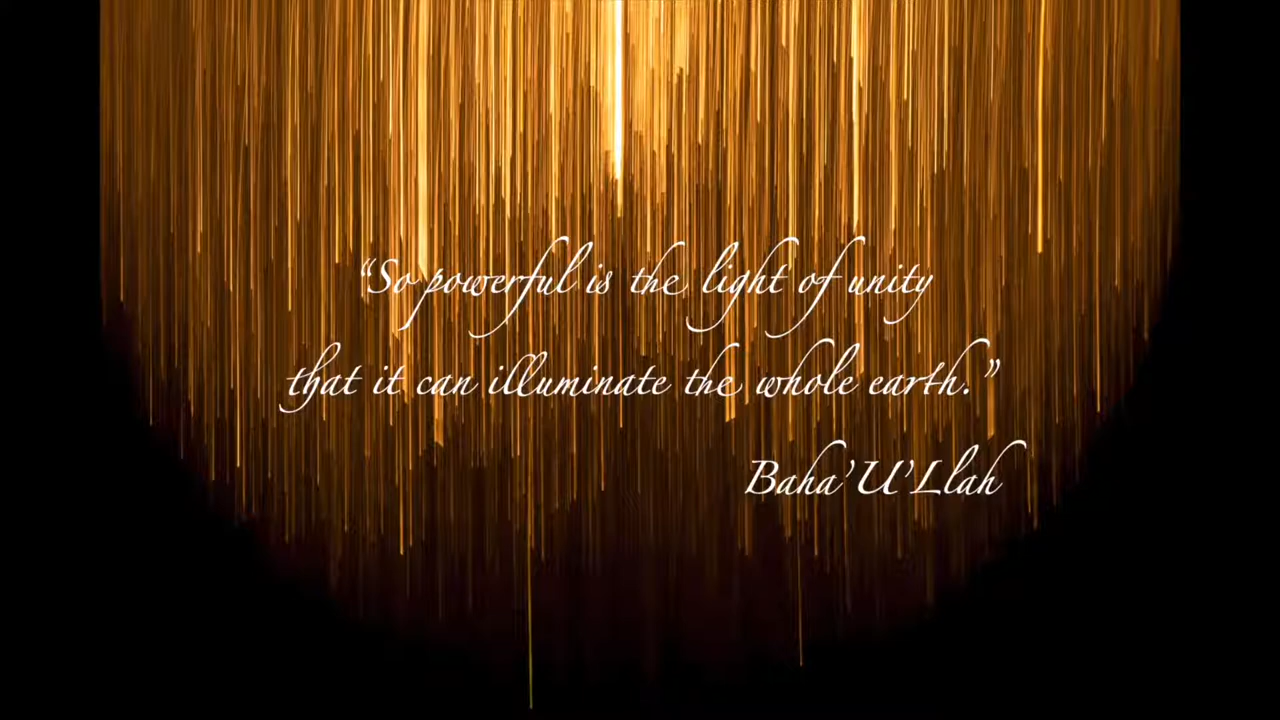 “So powerful is the light of unity
that it can illuminate the whole earth.”
Baha’U’Llah